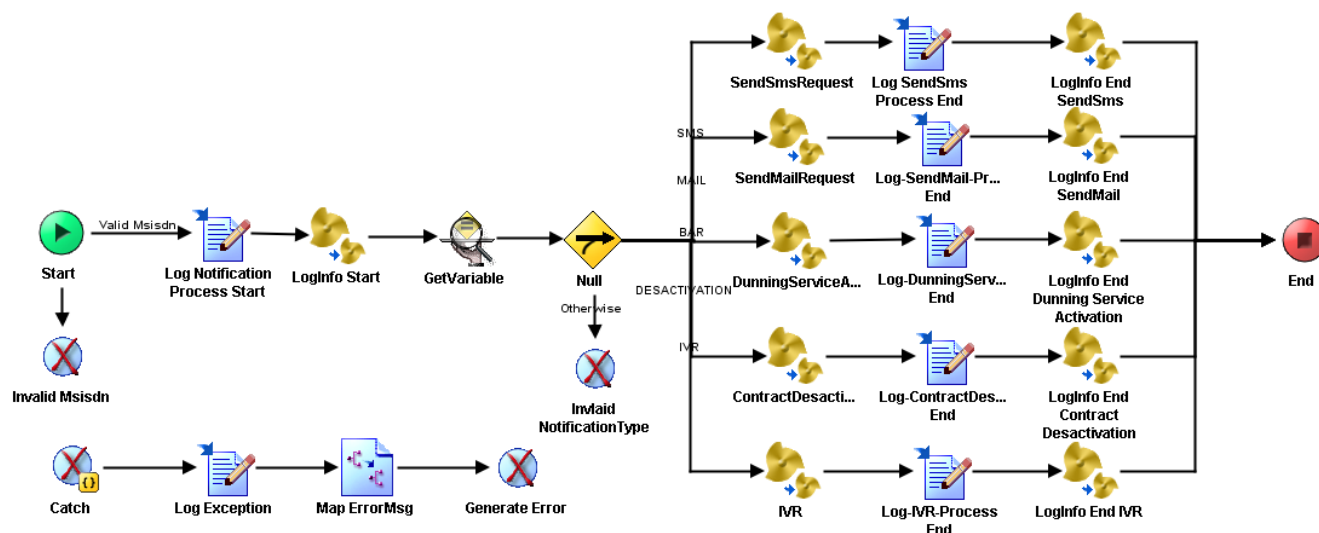 SendSmsRequest
Log SendSms
Process End
LogInfo End
SendSms
SMS
SendMailRequest
Log-SendMail-Pr...
End
LogInfo End
SendMail
MAIL
Valid Msisdn
Start
Log Notification
Process Start
LogInfo Start
GetVariable
Null
BAR
DunningServiceA...
Log-DunningServ...
End
LogInfo End
Dunning Service
Activation
End
DESACTIVATION
Otherwise
Invalid Msisdn
Invlaid
NotificationType
IVR
ContractDesacti...
Log-ContractDes...
End
LogInfo End
Contract
Desactivation
Catch
Log Exception
Map ErrorMsg
Generate Error
IVR
Log-IVR-Process
End
LogInfo End IVR